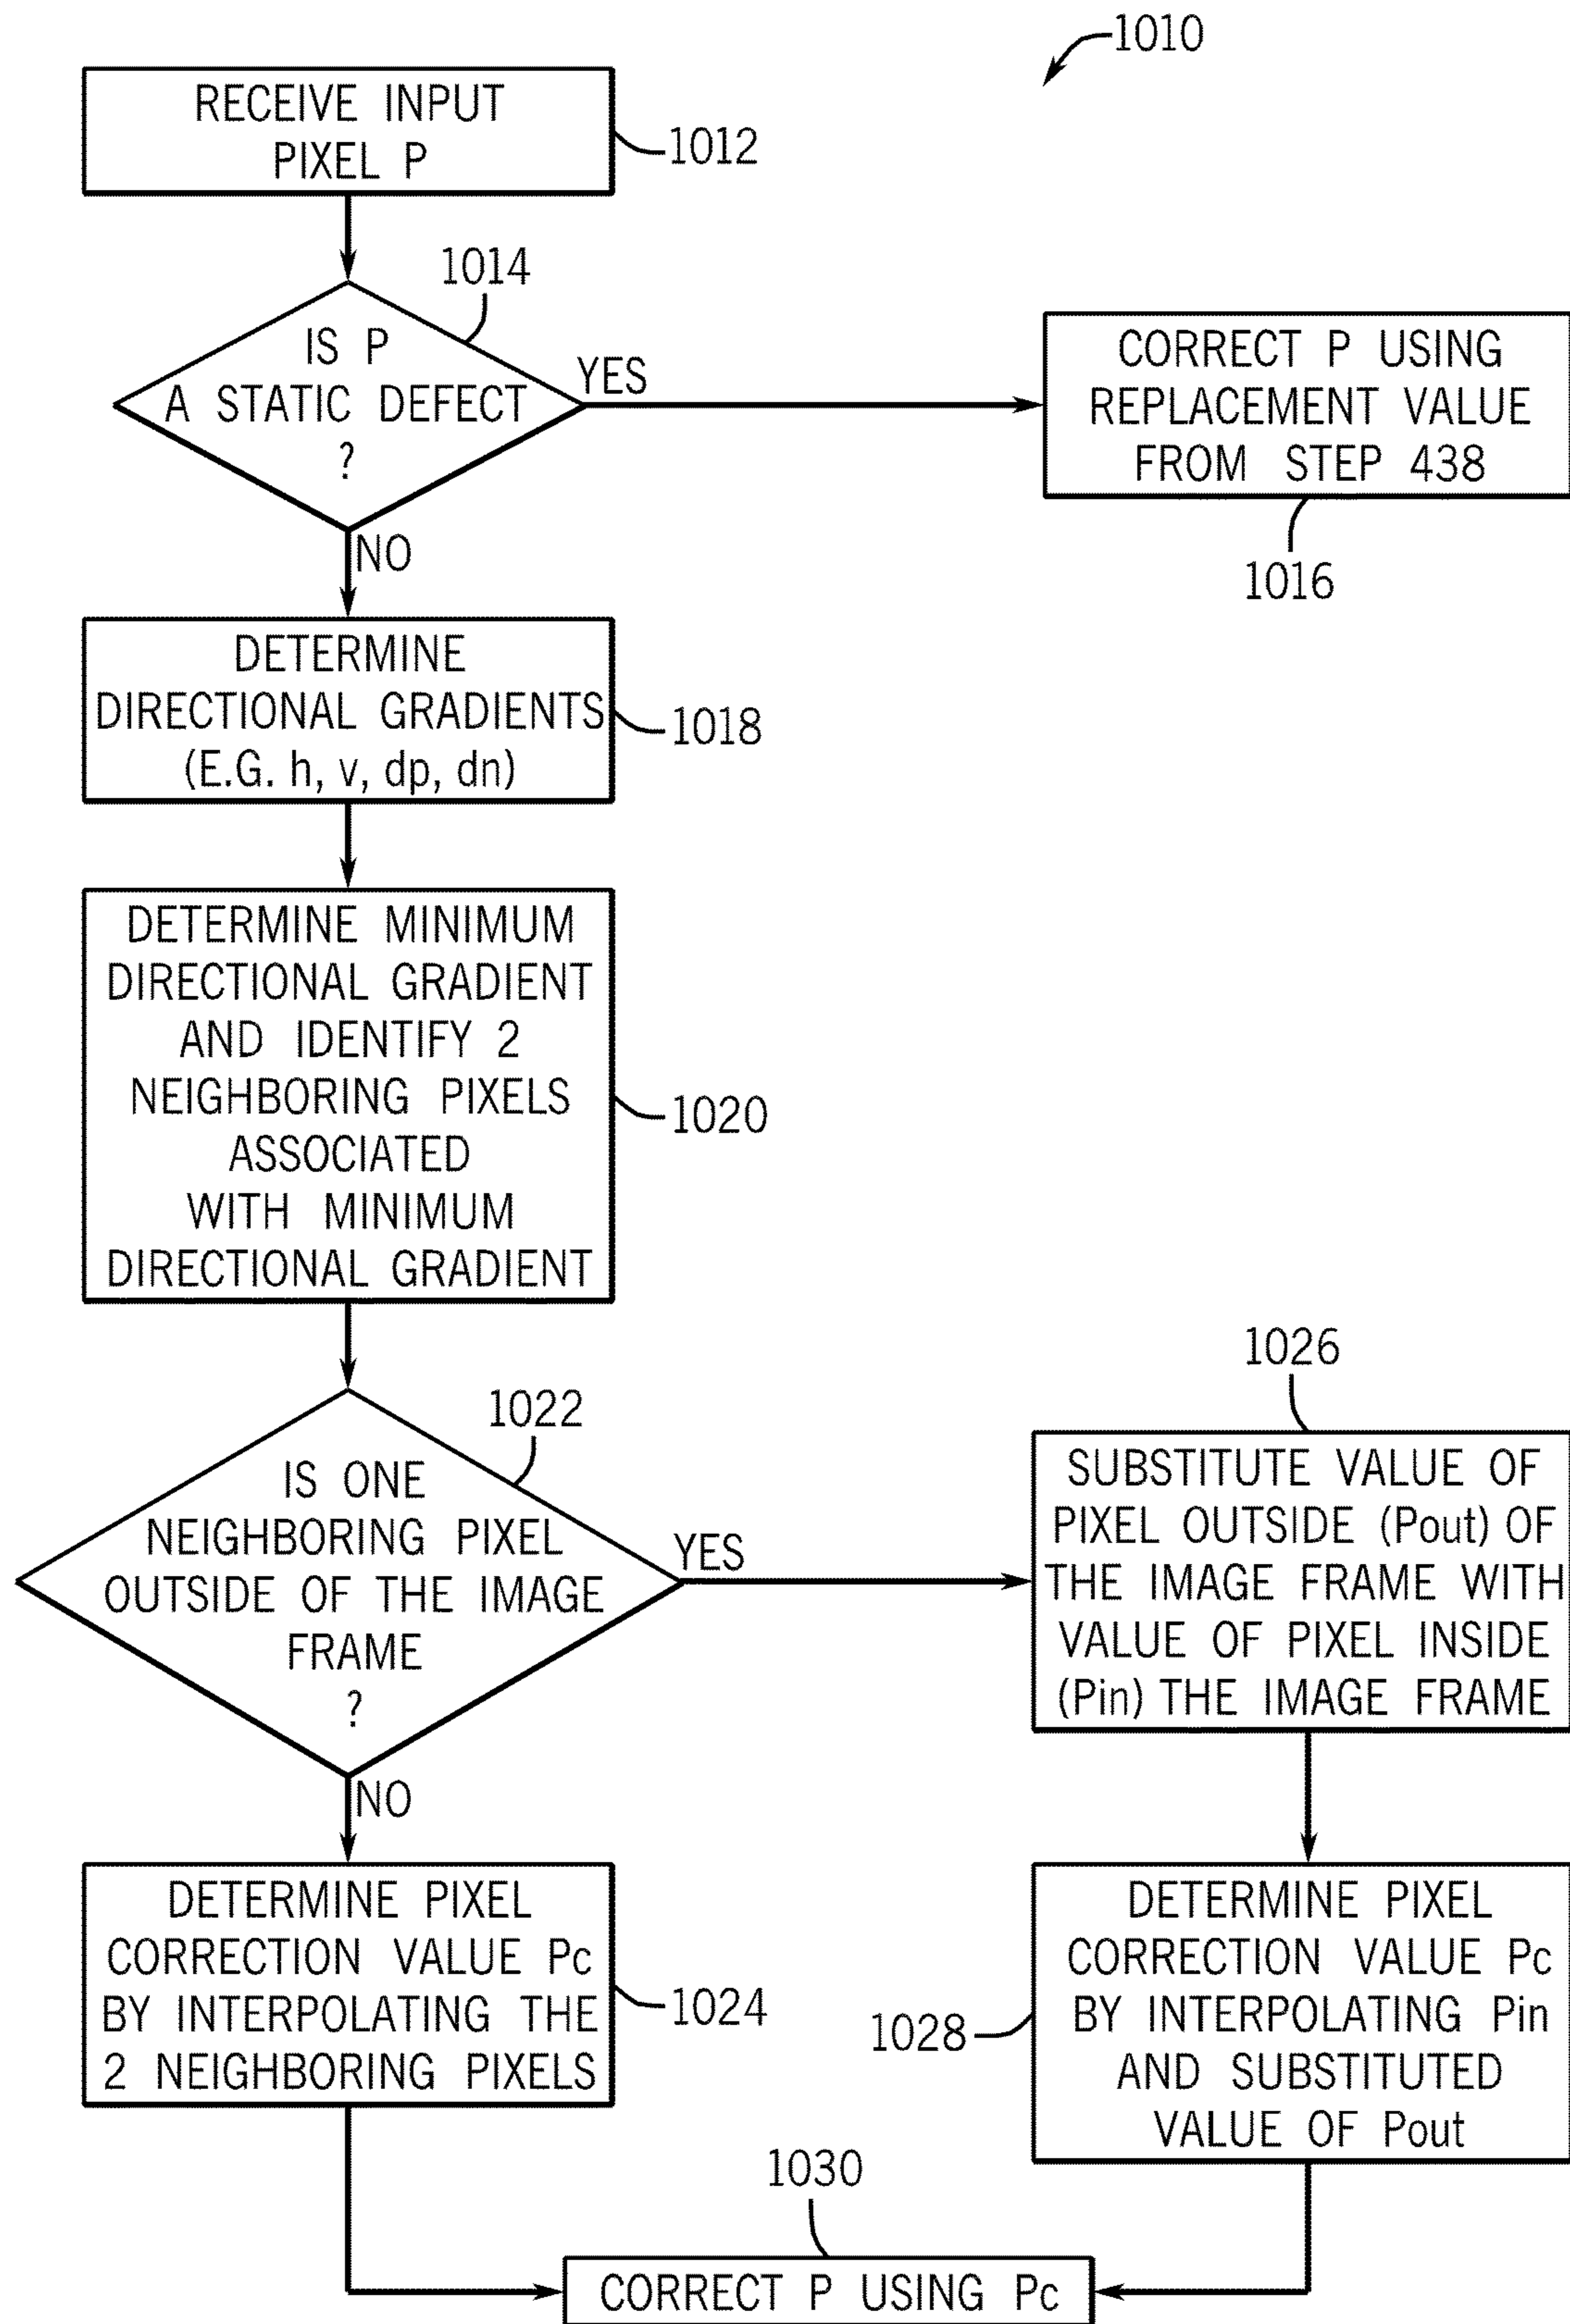 1010
RECEIVE INPUT
PIXEL P
1012
1014
IS P
A STATIC DEFECT
?
YES
CORRECT P USING
REPLACEMENT VALUE
FROM STEP 438
1016
NO
DETERMINE
DIRECTIONAL GRADIENTS
(E.G. h, v, dp, dn)
1018
DETERMINE MINIMUM
DIRECTIONAL GRADIENT
AND IDENTIFY 2
NEIGHBORING PIXELS
ASSOCIATED
WITH MINIMUM
DIRECTIONAL GRADIENT
1020
1022
IS ONE
NEIGHBORING PIXEL
OUTSIDE OF THE IMAGE
FRAME
?
YES
1026
SUBSTITUTE VALUE OF
PIXEL OUTSIDE (Pout) OF
THE IMAGE FRAME WITH
VALUE OF PIXEL INSIDE
(Pin) THE IMAGE FRAME
NO
DETERMINE PIXEL
CORRECTION VALUE Pc
BY INTERPOLATING THE
2 NEIGHBORING PIXELS
1024
DETERMINE PIXEL
CORRECTION VALUE Pc
BY INTERPOLATING Pin
AND SUBSTITUTED
VALUE OF Pout
1028
1030
CORRECT P USING Pc